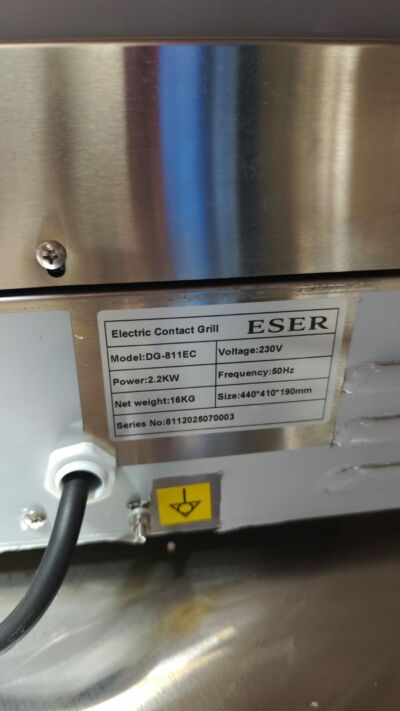 Electric Contact Grill ESER
Model:DG-811EC Voltage:230V
Power:2.2KW Frequency:50Hz
Net weight:16KG Size:440*410*190mm
Series No:8112025070003